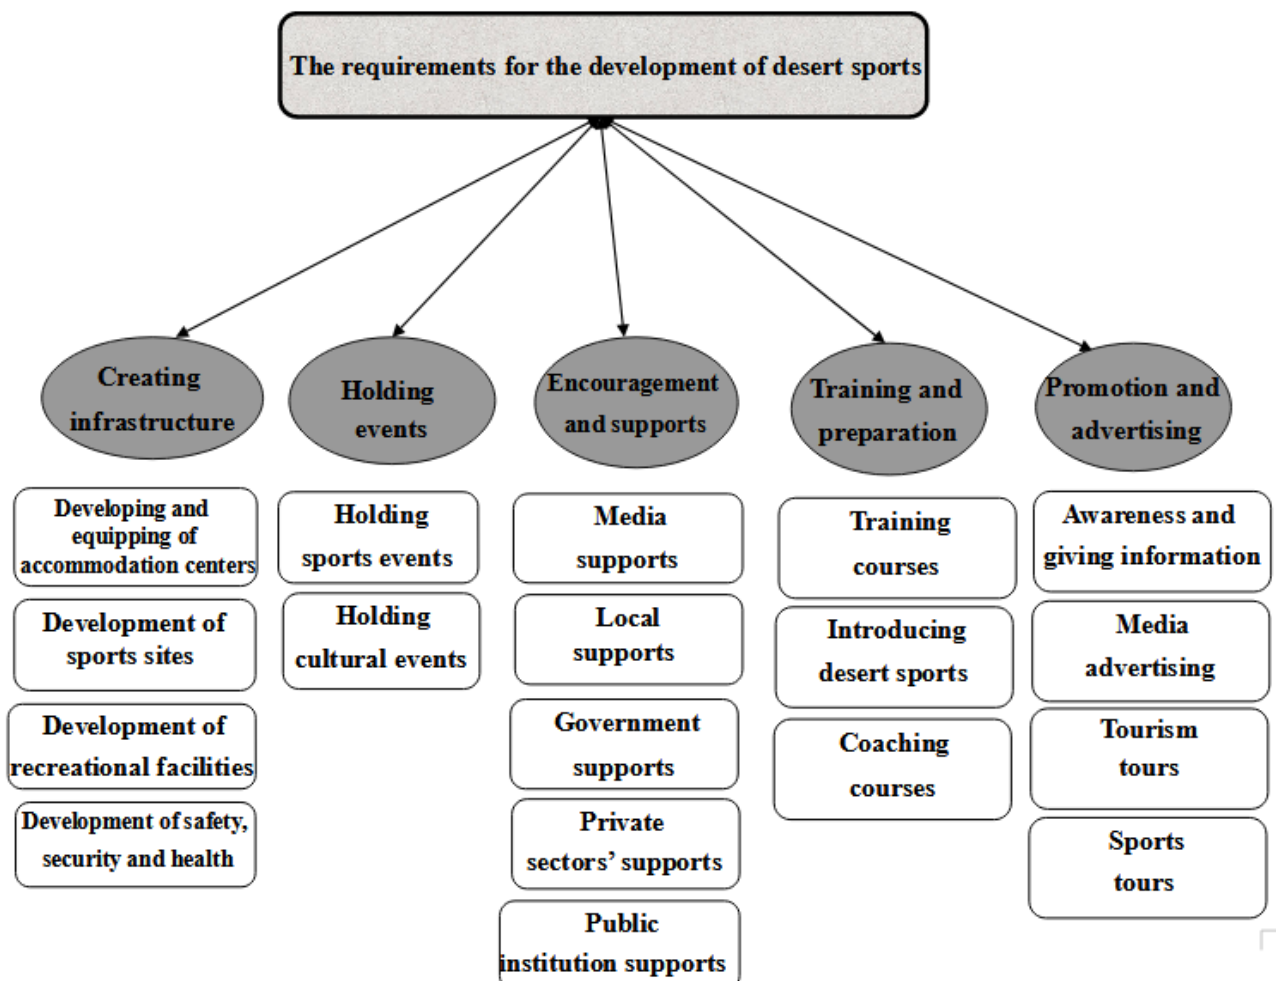 The requirements for the development of desert sports
Creating
infrastructure
Holding
events
Encouragement
and supports
Training and
preparation
Promotion and
advertising
Developing and
equipping of
accommodation centers
Development of
sports sites
Development of
recreational facilities
Development of safety,
security and health
Holding
sports events
Holding
cultural events
Media
supports
Local
supports
Government
supports
Private
sectors’ supports
Public
institution supports
Training
courses
Introducing
desert sports
Coaching
courses
Awareness and
giving information
Media
advertising
Tourism
tours
Sports
tours